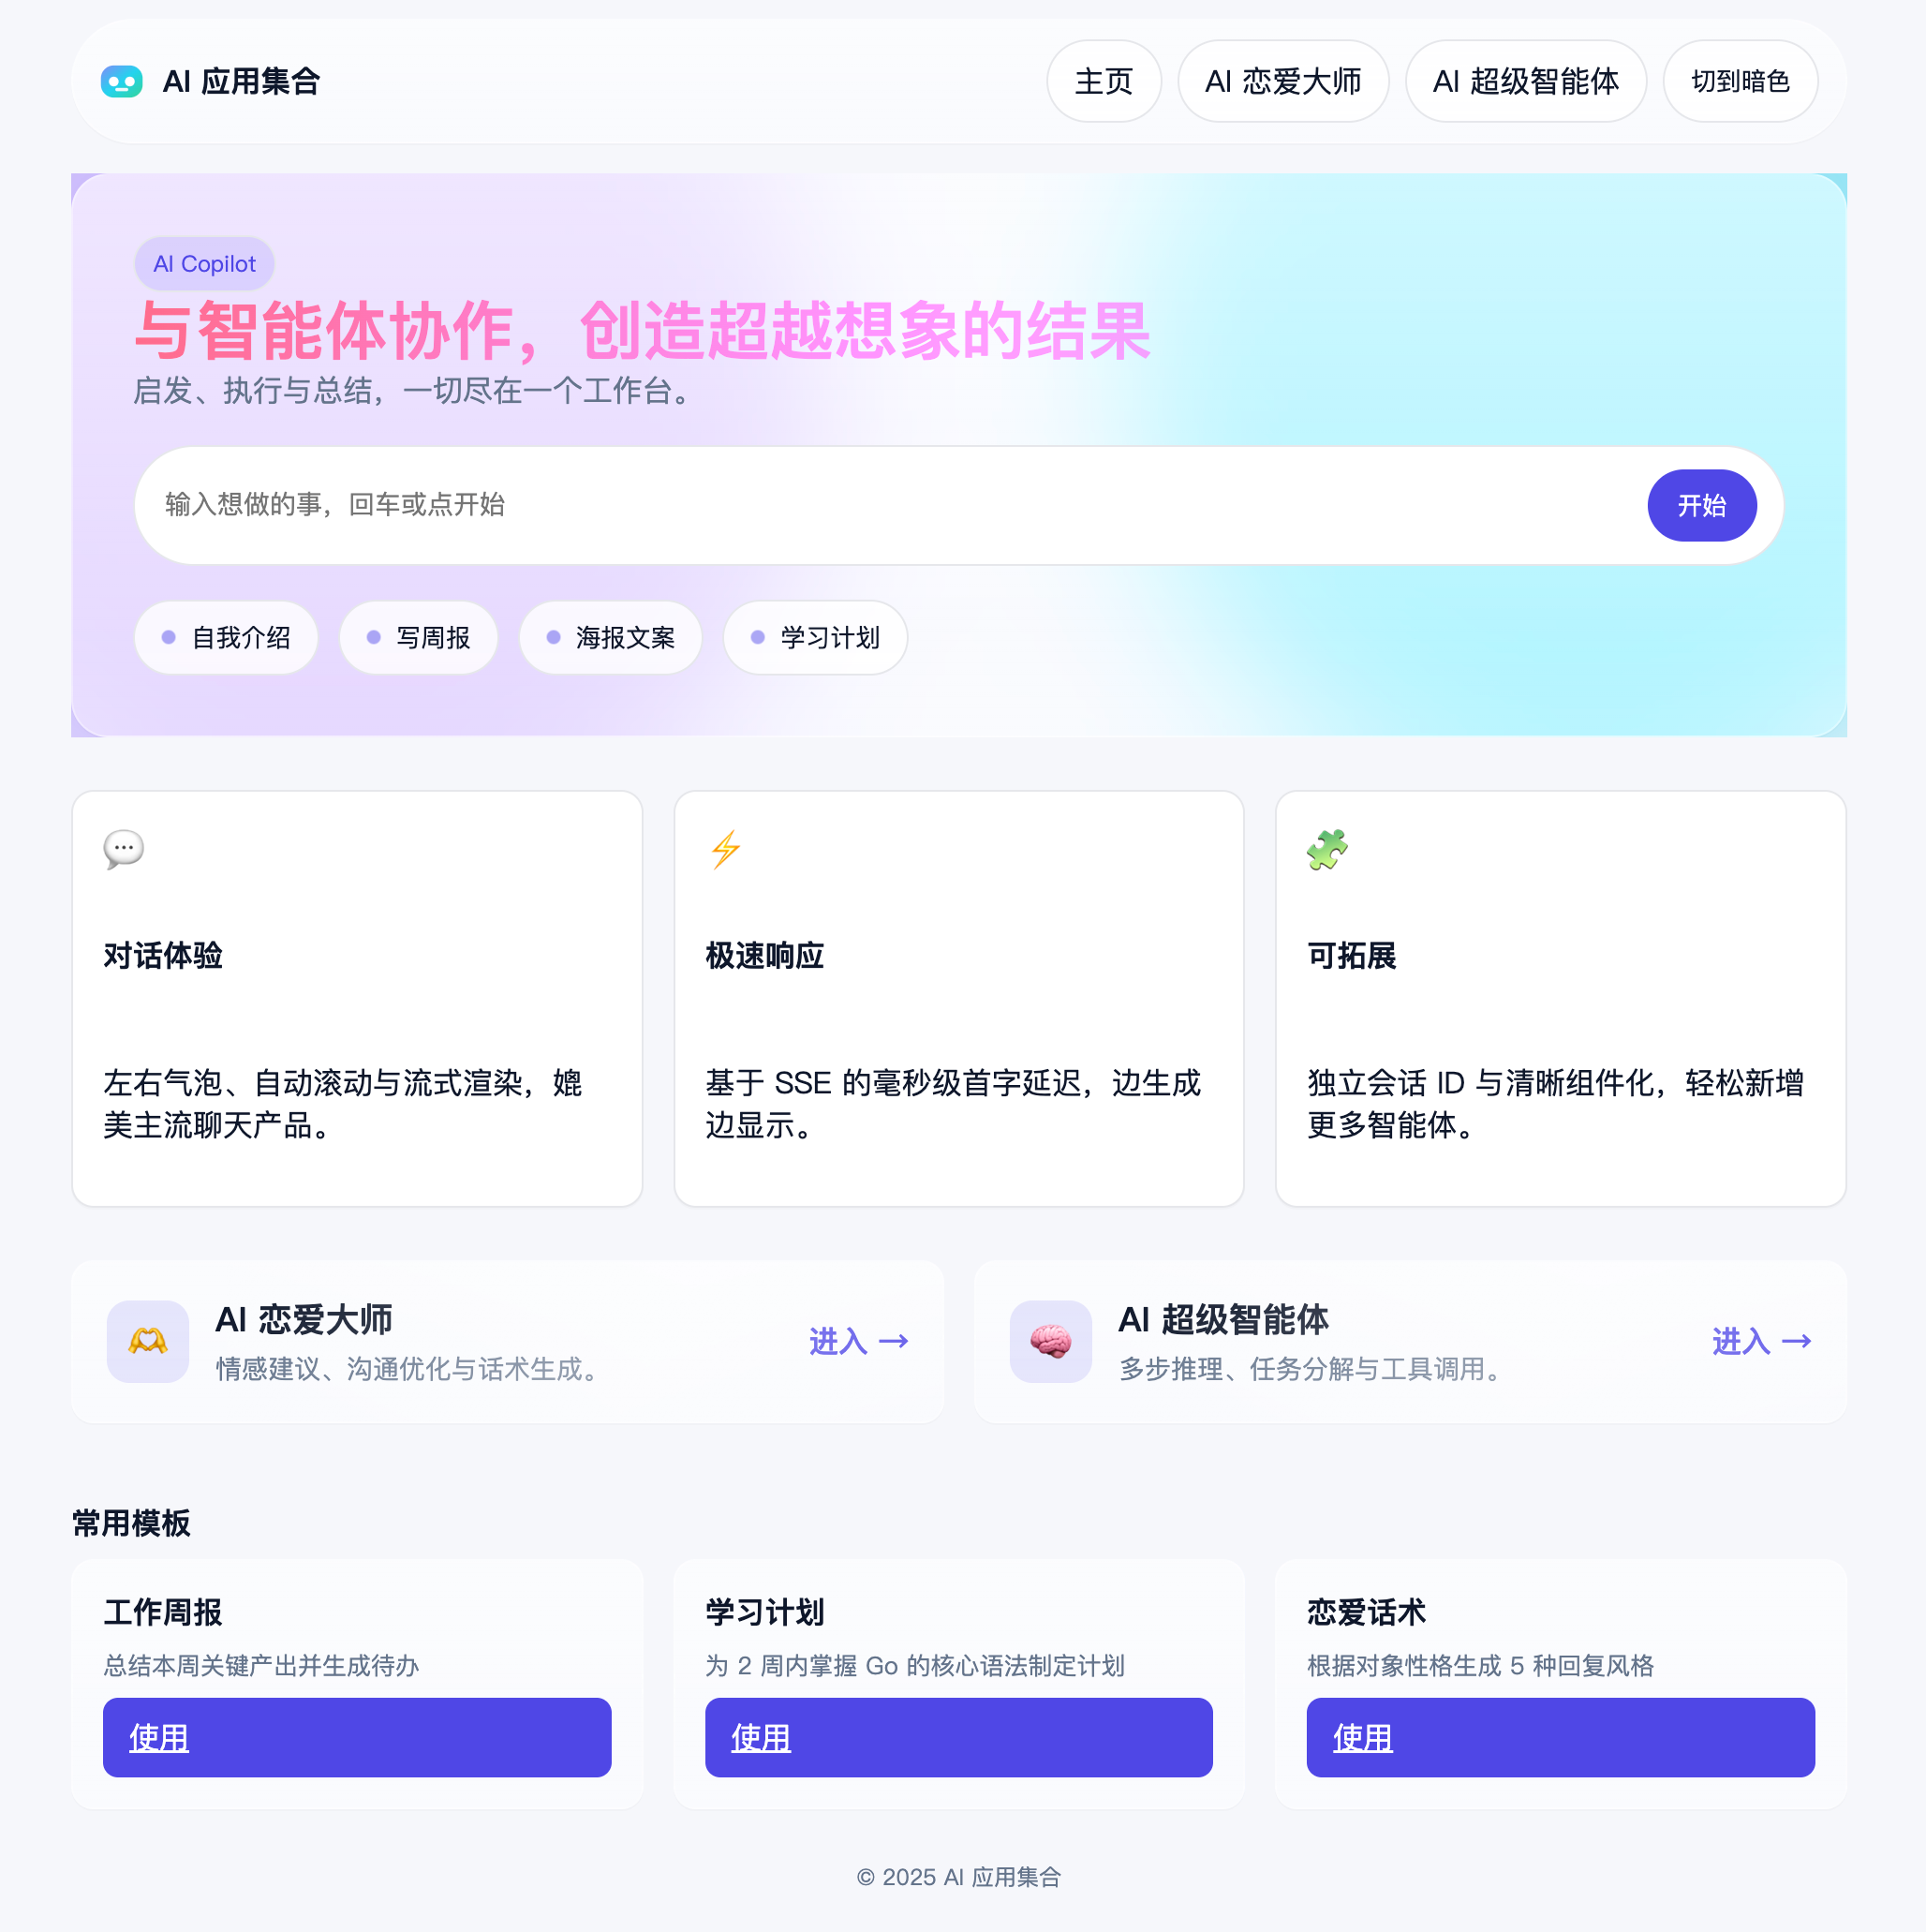 AI 应用集合
主页
AI 恋爱大师
AI 超级智能体
切到暗色
AI Copilot
与智能体协作，创造超越想象的结果
启发、执行与总结，一切尽在一个工作台。
输入想做的事，回车或点开始
开始
自我介绍
写周报
海报文案
学习计划
对话体验
左右气泡、自动滚动与流式渲染，媲
美主流聊天产品。
极速响应
基于 SSE 的毫秒级首字延迟，边生成
边显示。
可拓展
独立会话 ID 与清晰组件化，轻松新增
更多智能体。
AI 恋爱大师
情感建议、沟通优化与话术生成。
进入 →
AI 超级智能体
多步推理、任务分解与工具调用。
进入 →
常用模板
工作周报
总结本周关键产出并生成待办
使用
学习计划
为 2 周内掌握 Go 的核心语法制定计划
使用
恋爱话术
根据对象性格生成 5 种回复风格
使用
© 2025 AI 应用集合